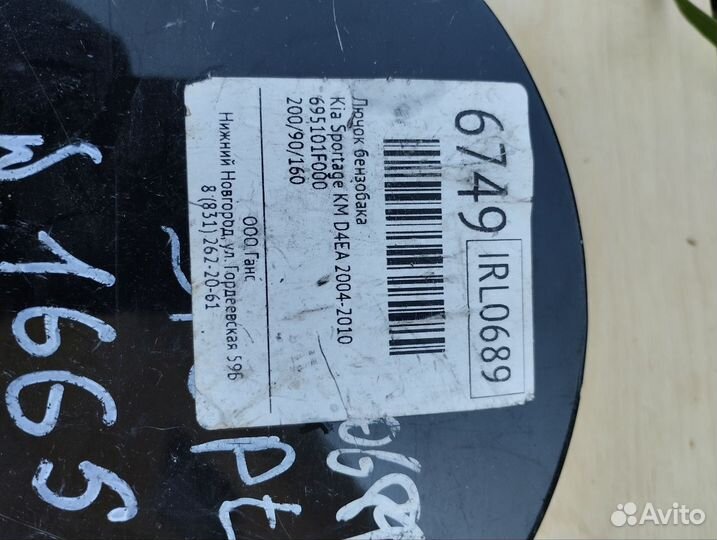 6749 IRL0689
Лючок бензобака
Kia Sportage KM D4EA 2004-2010
695101F000
200/90/160
ООО Ганс
Нижний Новгород, ул. Гордеевская 59Б
8 (831) 262-20-61
1665
Avito